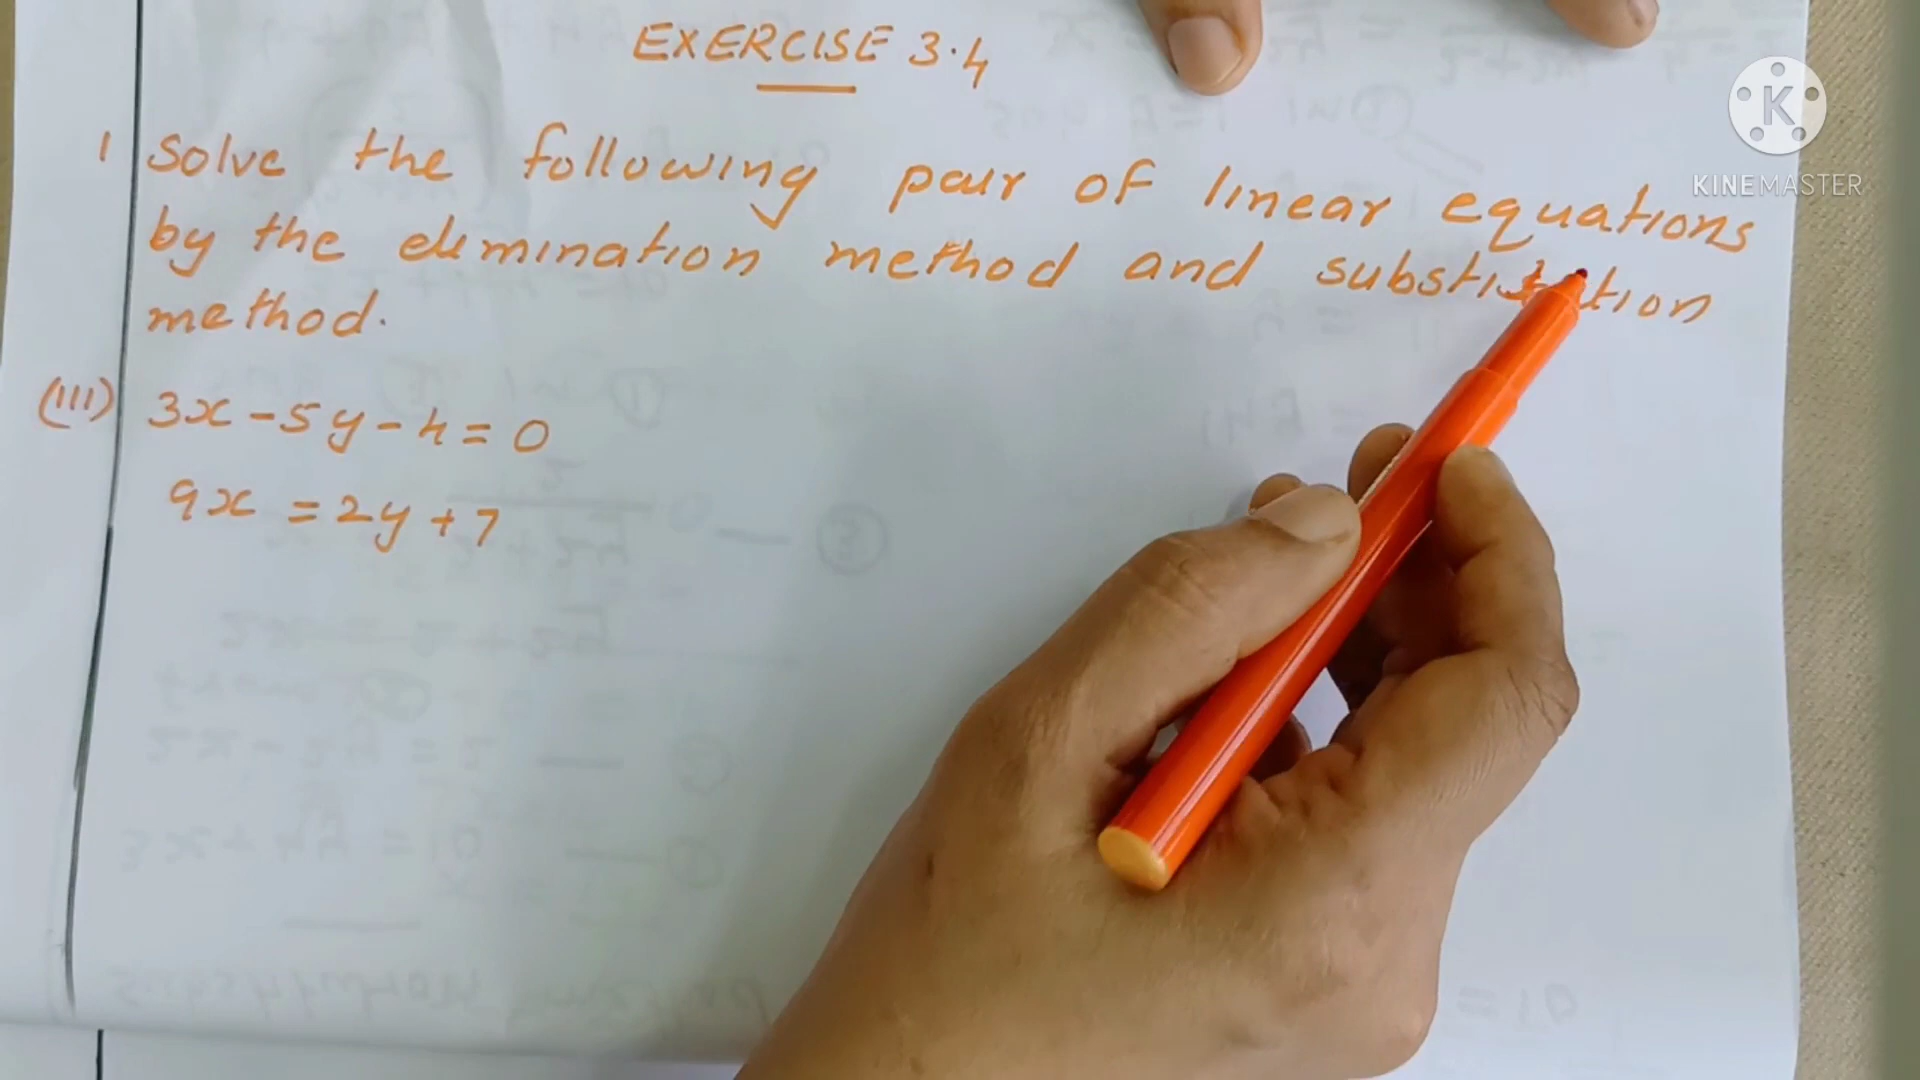 EXERCISE 3.4
1 Solve the following pair of linear equations
by the elimination method and substitution
method.
(111) 3x - 5y - 4 = 0
9x = 2y + 7
K
KINEMASTER